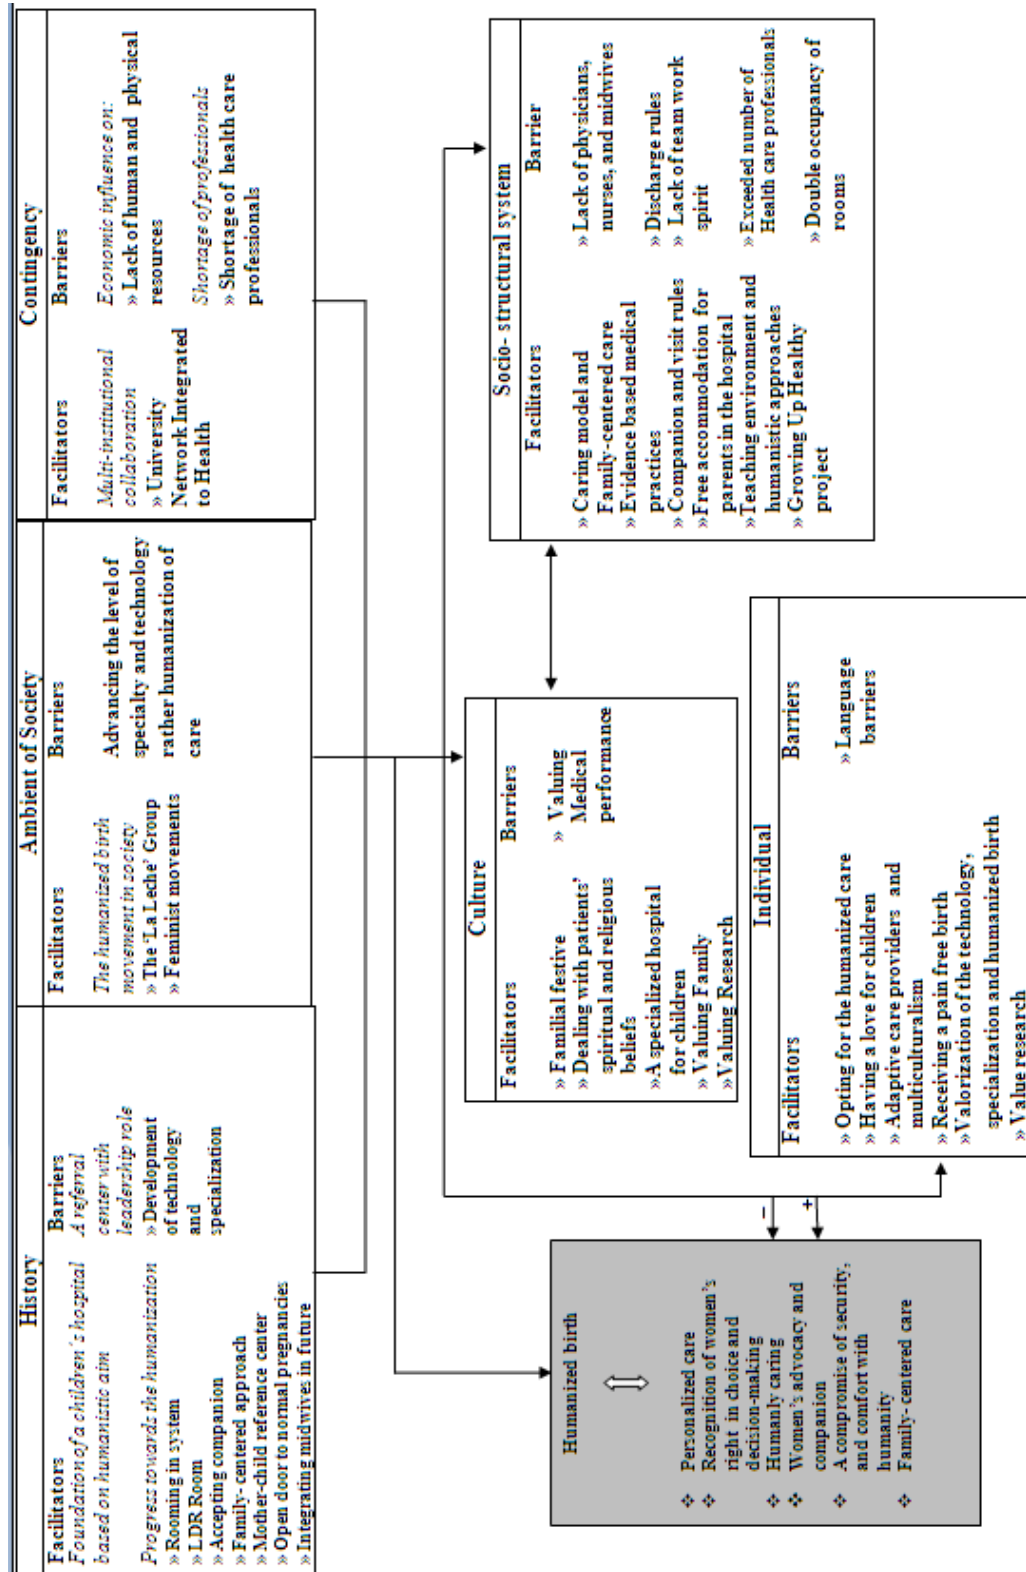 History
Facilitators
Foundation of a children's hospital
based on humanistic aim
Progress towards the humanization
» Rooming in system
» LDR Room
» Accepting companion
» Family- centered approach
» Mother-child reference center
» Open door to normal pregnancies
» Integrating midwives in future
Barriers
A referral
center with
leadership role
» Development
of technology
and
specialization
Ambient of Society
Facilitators
The humanized birth
movement in society
» The 'La Leche' Group
» Feminist movements
Barriers
Advancing the level of
specialty and technology
rather humanization of
care
Contingency
Facilitators
Multi-institutional
collaboration
» University
Network Integrated
to Health
Barriers
Economic influence on:
» Lack of human and physical
resources
Shortage of professionals
» Shortage of health care
professionals
Culture
Facilitators
» Familial festive
» Dealing with patients'
spiritual and religious
beliefs
»A specialized hospital
for children
» Valuing Family
»Valuing Research
Barriers
» Valuing
Medical
performance
Socio- structural system
Facilitators
» Caring model and
Family-centered care
» Evidence based medical
practices
» Companion and visit rules
»Free accommodation for
parents in the hospital
»Teaching environment and
humanistic approaches
» Growing Up Healthy
project
Barrier
» Lack of physicians,
nurses, and midwives
» Discharge rules
» Lack of team work
spirit
» Exceeded number of
Health care professionals
» Double occupancy of
rooms
Humanized birth
❖ Personalized care
❖ Recognition of women's
right in choice and
decision-making
❖ Humanly caring
❖ Women's advocacy and
companion
❖ A compromise of security,
and comfort with
humanity
❖ Family- centered care
–
+
Individual
Facilitators
» Opting for the humanized care
» Having a love for children
» Adaptive care providers and
multiculturalism
» Receiving a pain free birth
»Valorization of the technology,
specialization and humanized birth
» Value research
Barriers
» Language
barriers